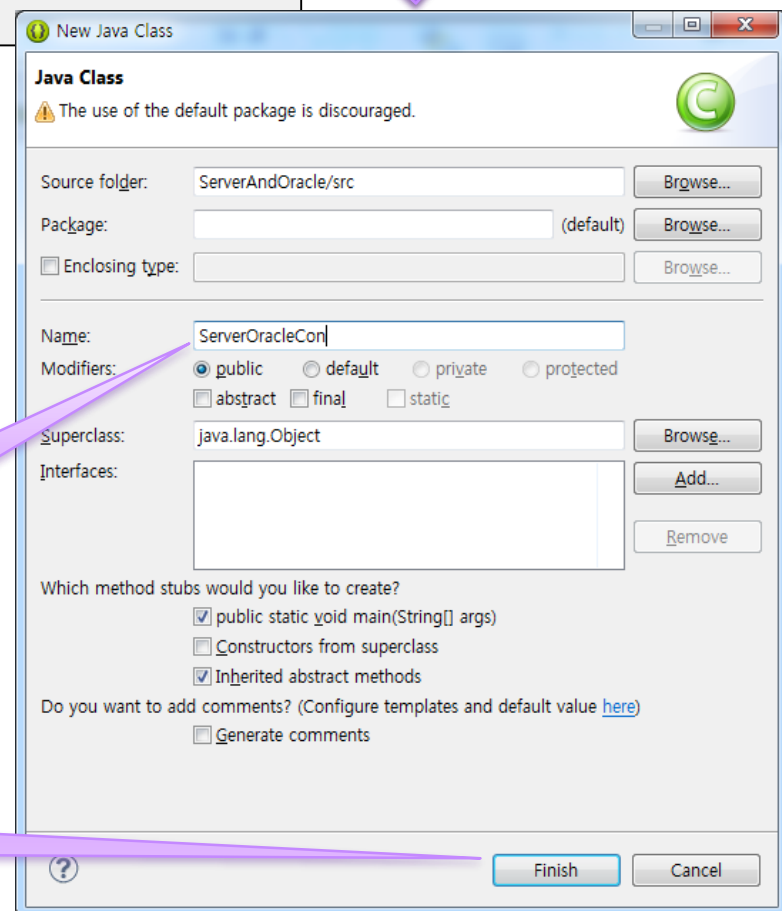 New Java Class
Java Class
The use of the default package is discouraged.
Source folder: ServerAndOracle/src Browse...
Package: (default) Browse...
Enclosing type: Browse...
Name: ServerOracleCon
Modifiers: public default private protected
abstract final static
Superclass: java.lang.Object Browse...
Interfaces: Add...
Remove
Which method stubs would you like to create?
public static void main(String[] args)
Constructors from superclass
Inherited abstract methods
Do you want to add comments? (Configure templates and default value here)
Generate comments
? Finish Cancel